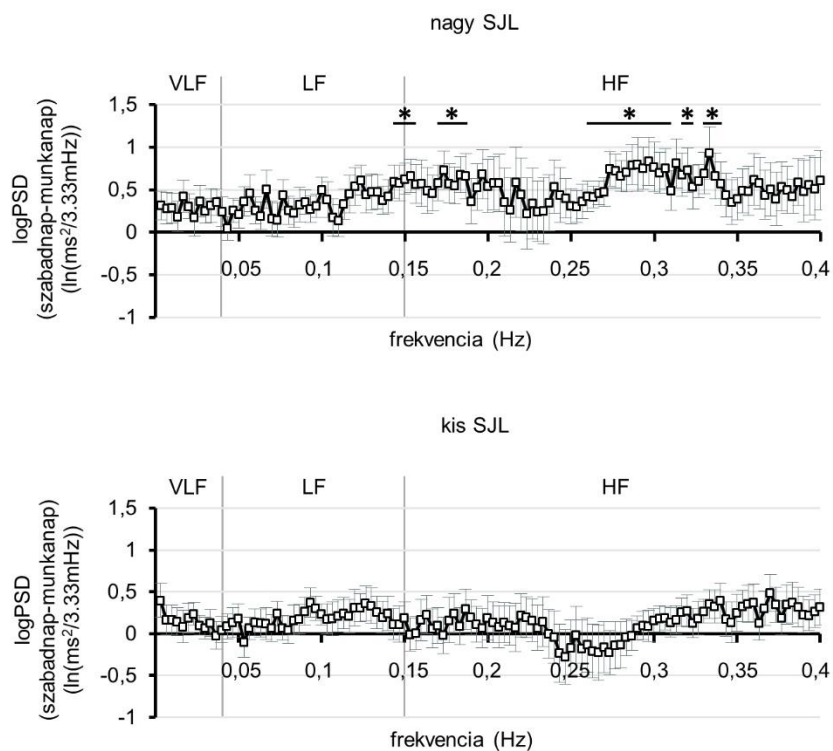 nagy SJL
VLF LF HF
1,5
* * * * *
1
0,5
0
-0,5
-1
0,05 0,1 0,15 0,2 0,25 0,3 0,35 0,4
logPSD
(szabadnap-munkanap)
(ln(ms²/3.33mHz))
frekvencia (Hz)
kis SJL
VLF LF HF
1,5
1
0,5
0
-0,5
-1
0,05 0,1 0,15 0,2 0,25 0,3 0,35 0,4
logPSD
(szabadnap-munkanap)
(ln(ms²/3.33mHz))
frekvencia (Hz)